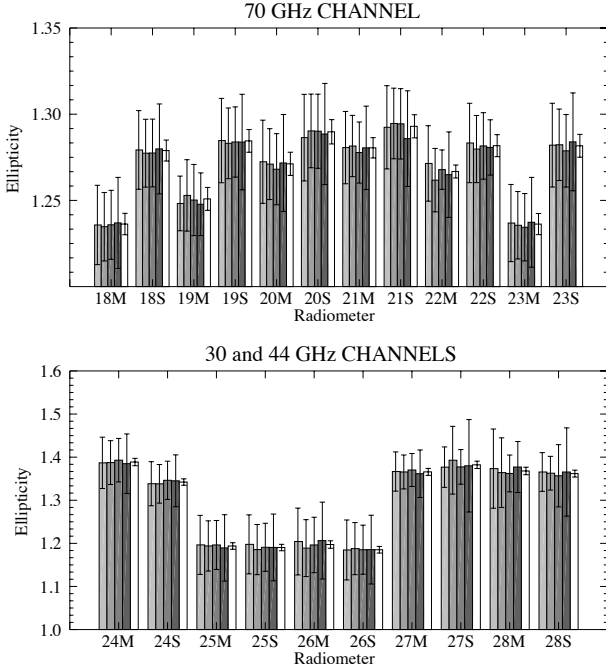 70 GHz CHANNEL
1.35
1.30
1.25
Ellipticity
18M 18S 19M 19S 20M 20S 21M 21S 22M 22S 23M 23S
Radiometer
30 and 44 GHz CHANNELS
1.6
1.5
1.4
1.3
1.2
1.1
1.0
Ellipticity
24M 24S 25M 25S 26M 26S 27M 27S 28M 28S
Radiometer